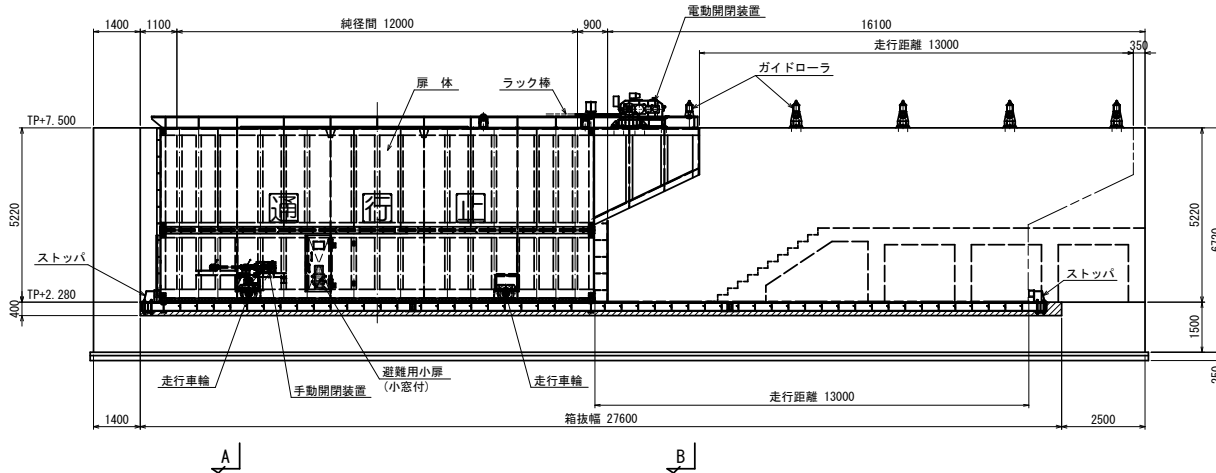 電動開閉装置
1400
1100
純径間 12000
900
16100
走行距離 13000
350
扉 体
ラック棒
ガイドローラ
TP+7.500
通 行 止
5220
5220
6720
ストッパ
ストッパ
TP+2.280
400
1500
走行車輪
手動開閉装置
避難用小扉
(小窓付)
走行車輪
250
走行距離 13000
1400
箱抜幅 27600
2500
A
B